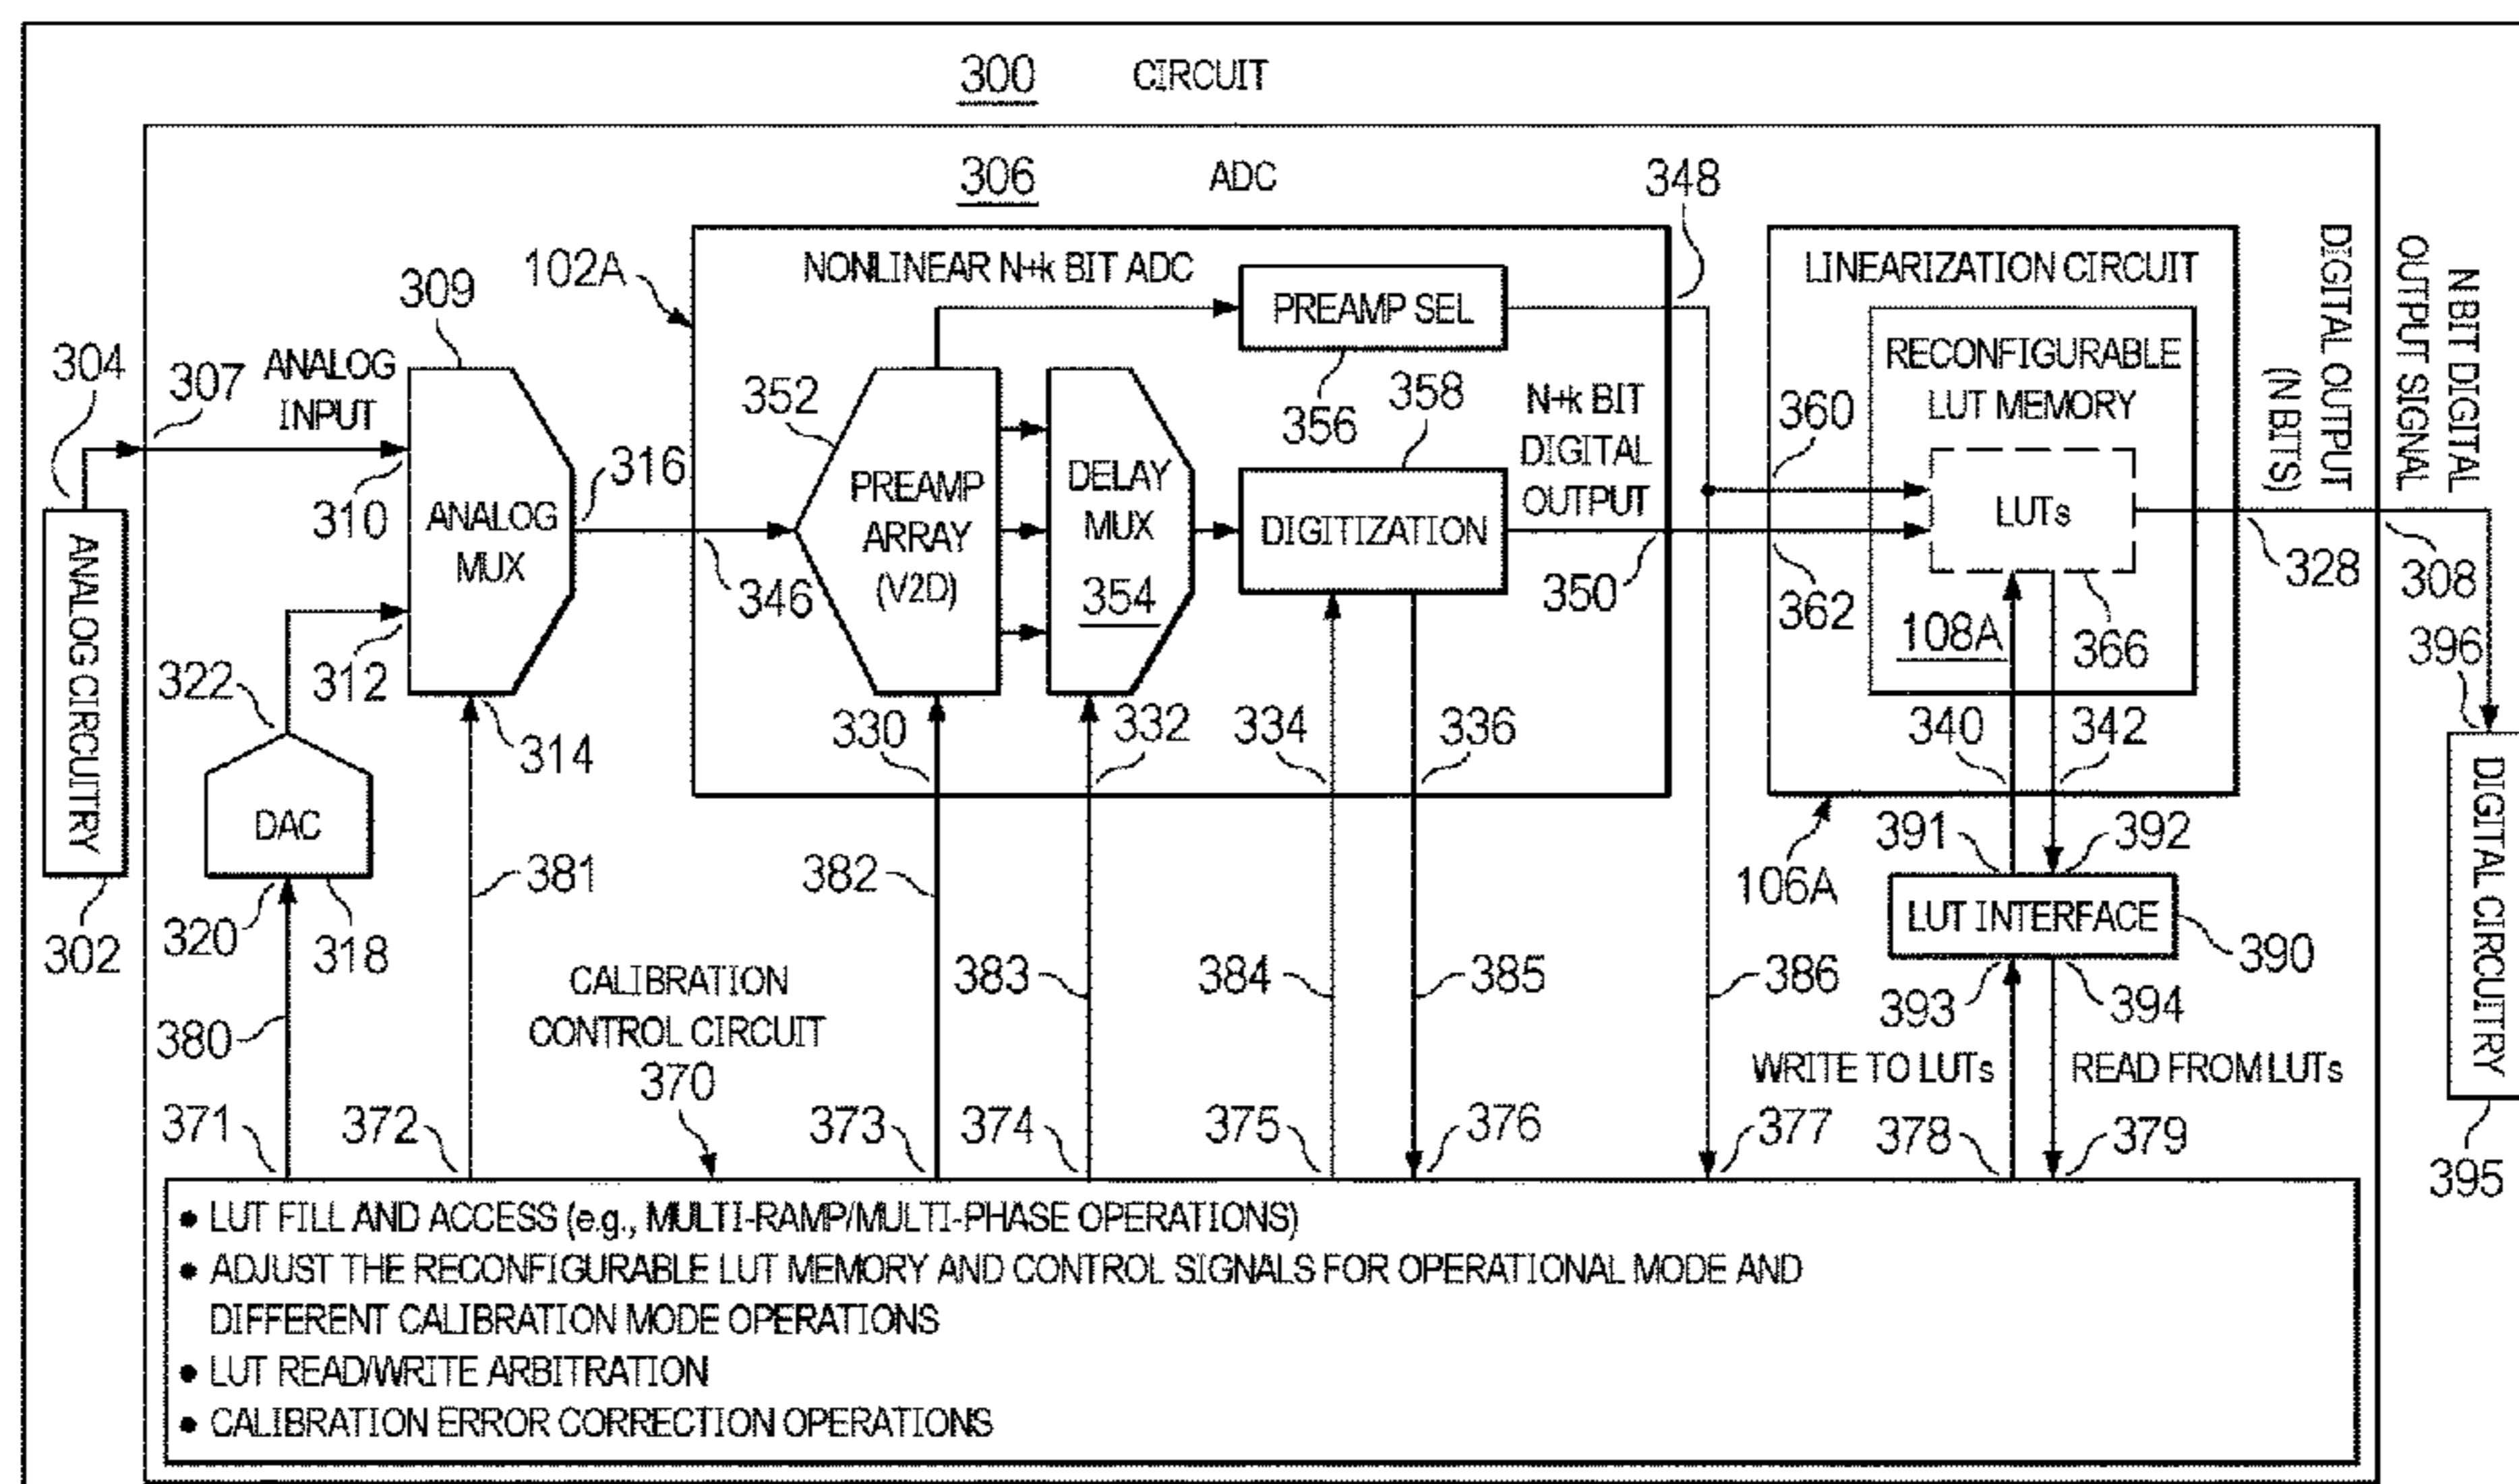 300 CIRCUIT
306 ADC
348
102A
NONLINEAR N+k BIT ADC
LINEARIZATION CIRCUIT
DIGITAL OUTPUT
(N BITS)
N BIT DIGITAL
OUTPUT SIGNAL
309
PREAMP SEL
RECONFIGURABLE
LUT MEMORY
304
307
ANALOG
INPUT
352
356
358
N+k BIT
DIGITAL
OUTPUT
360
310
ANALOG
MUX
316
346
PREAMP
ARRAY
(V2D)
DELAY
MUX
354
DIGITIZATION
350
362
LUTs
108A
366
328
308
396
ANALOG CIRCUITRY
302
322
312
314
DAC
320
318
330
332
334
336
340
342
DIGITAL CIRCUITRY
395
381
382
383
384
385
386
391
392
106A
LUT INTERFACE
390
393
394
380
CALIBRATION
CONTROL CIRCUIT
370
WRITE TO LUTs
READ FROM LUTs
371
372
373
374
375
376
377
378
379
• LUT FILL AND ACCESS (e.g., MULTI-RAMP/MULTI-PHASE OPERATIONS)
• ADJUST THE RECONFIGURABLE LUT MEMORY AND CONTROL SIGNALS FOR OPERATIONAL MODE AND
DIFFERENT CALIBRATION MODE OPERATIONS
• LUT READ/WRITE ARBITRATION
• CALIBRATION ERROR CORRECTION OPERATIONS